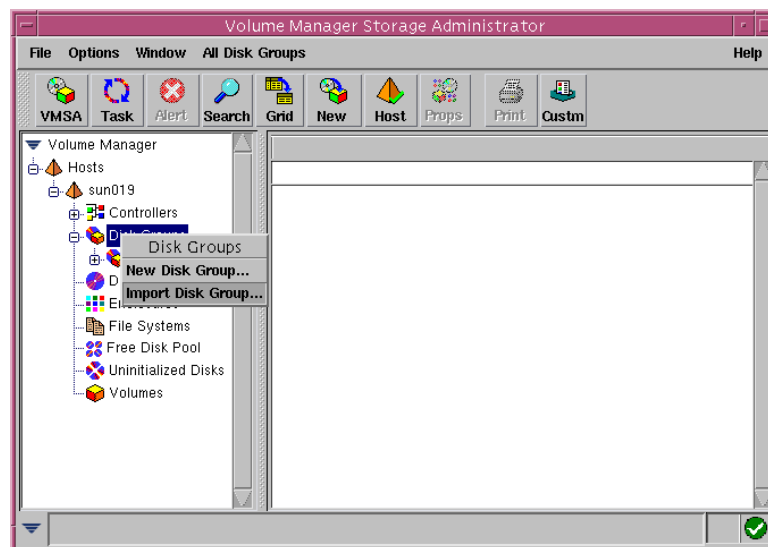 Volume Manager Storage Administrator
File Options Window All Disk Groups Help
VMSA Task Alert Search Grid New Host Props Print Custm
Volume Manager
Hosts
sun019
Controllers
Disk Groups
Disk Groups
New Disk Group...
Import Disk Group...
File Systems
Free Disk Pool
Uninitialized Disks
Volumes